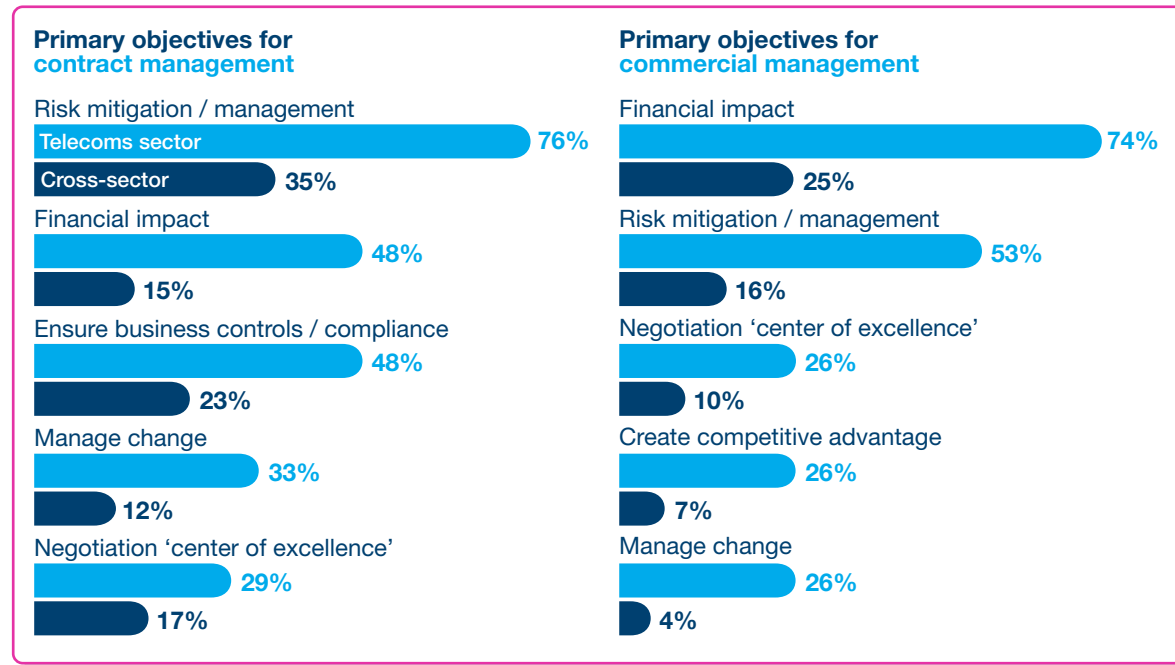 Primary objectives for
contract management
Risk mitigation / management
Telecoms sector
76%
Cross-sector
35%
Financial impact
48%
15%
Ensure business controls / compliance
48%
23%
Manage change
33%
12%
Negotiation ‘center of excellence’
29%
17%
Primary objectives for
commercial management
Financial impact
74%
25%
Risk mitigation / management
53%
16%
Negotiation ‘center of excellence’
26%
10%
Create competitive advantage
26%
7%
Manage change
26%
4%